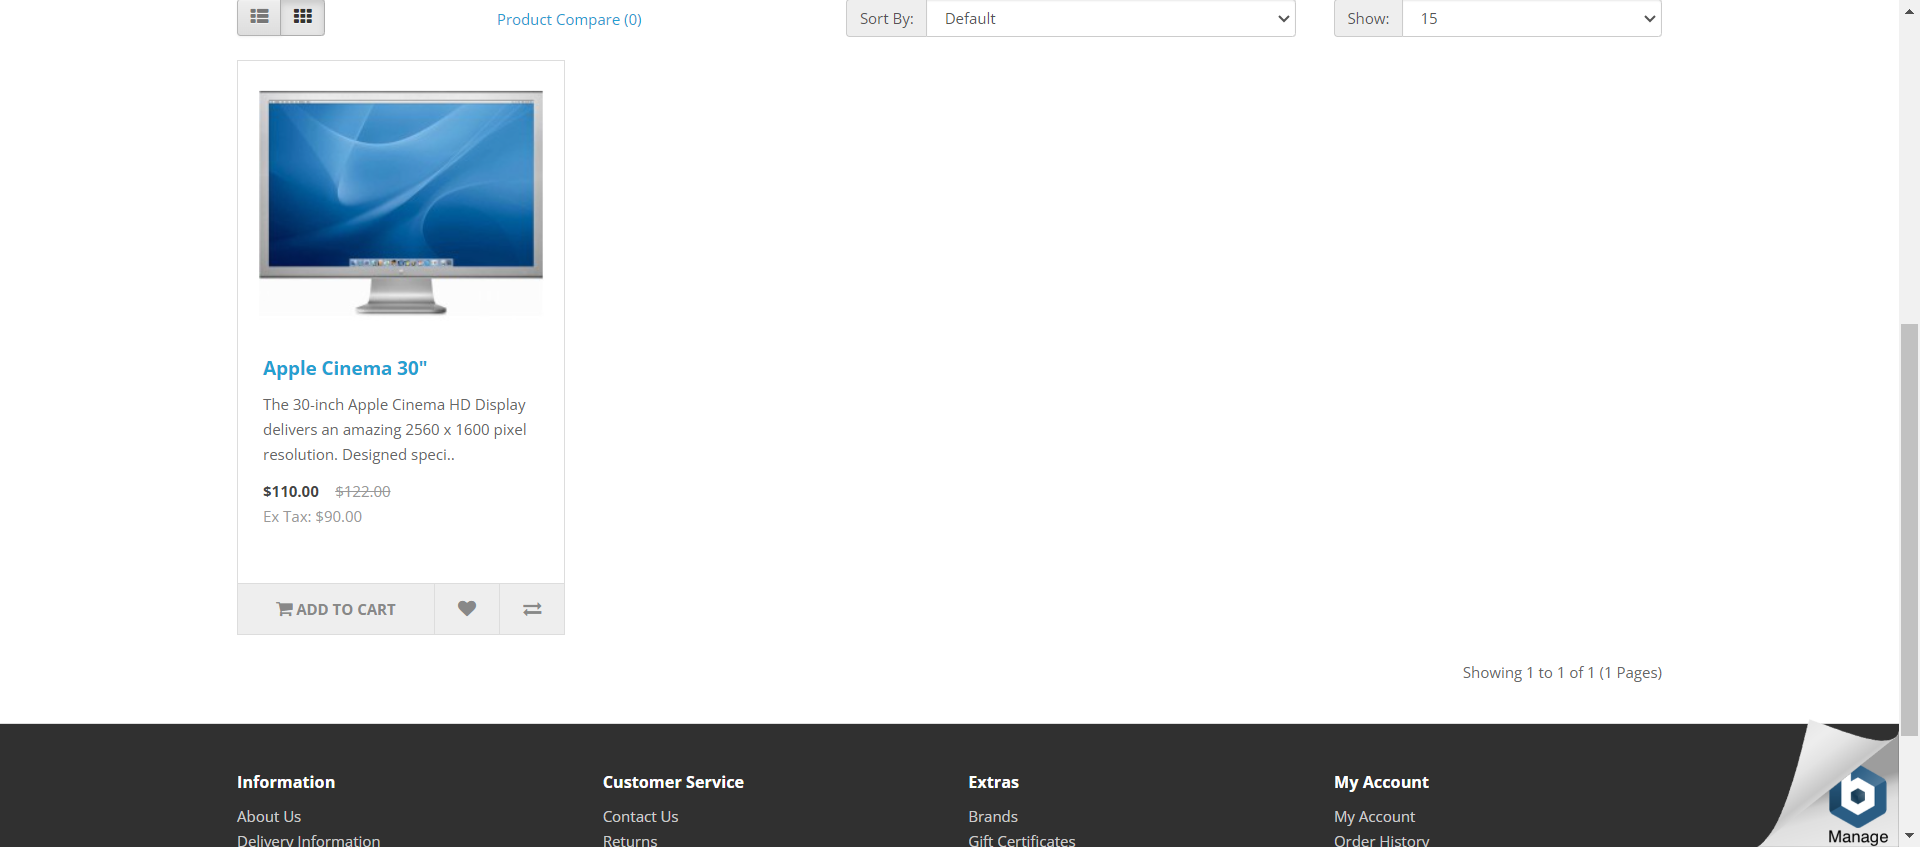 Product Compare (0)
Sort By:
Default
Show:
15
Apple Cinema 30"
The 30-inch Apple Cinema HD Display
delivers an amazing 2560 x 1600 pixel
resolution. Designed speci..
$110.00 $122.00
Ex Tax: $90.00
ADD TO CART
Showing 1 to 1 of 1 (1 Pages)
Information
About Us
Delivery Information
Customer Service
Contact Us
Returns
Extras
Brands
Gift Certificates
My Account
My Account
Order History
Manage